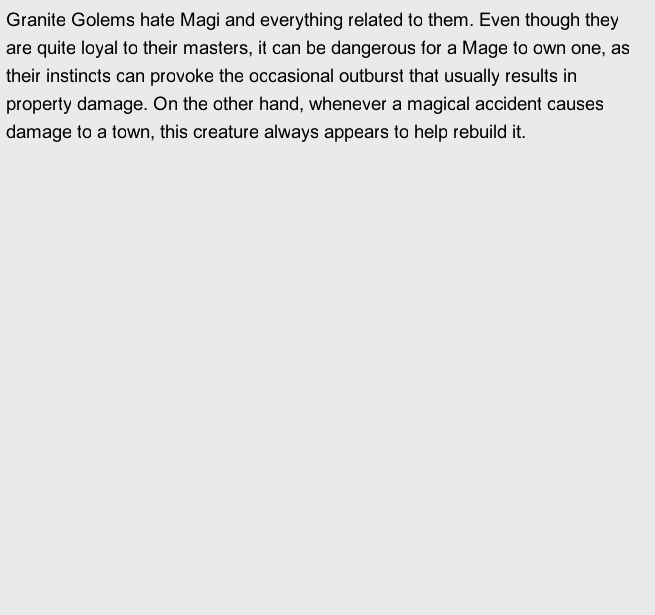 Granite Golems hate Magi and everything related to them. Even though they
are quite loyal to their masters, it can be dangerous for a Mage to own one, as
their instincts can provoke the occasional outburst that usually results in
property damage. On the other hand, whenever a magical accident causes
damage to a town, this creature always appears to help rebuild it.